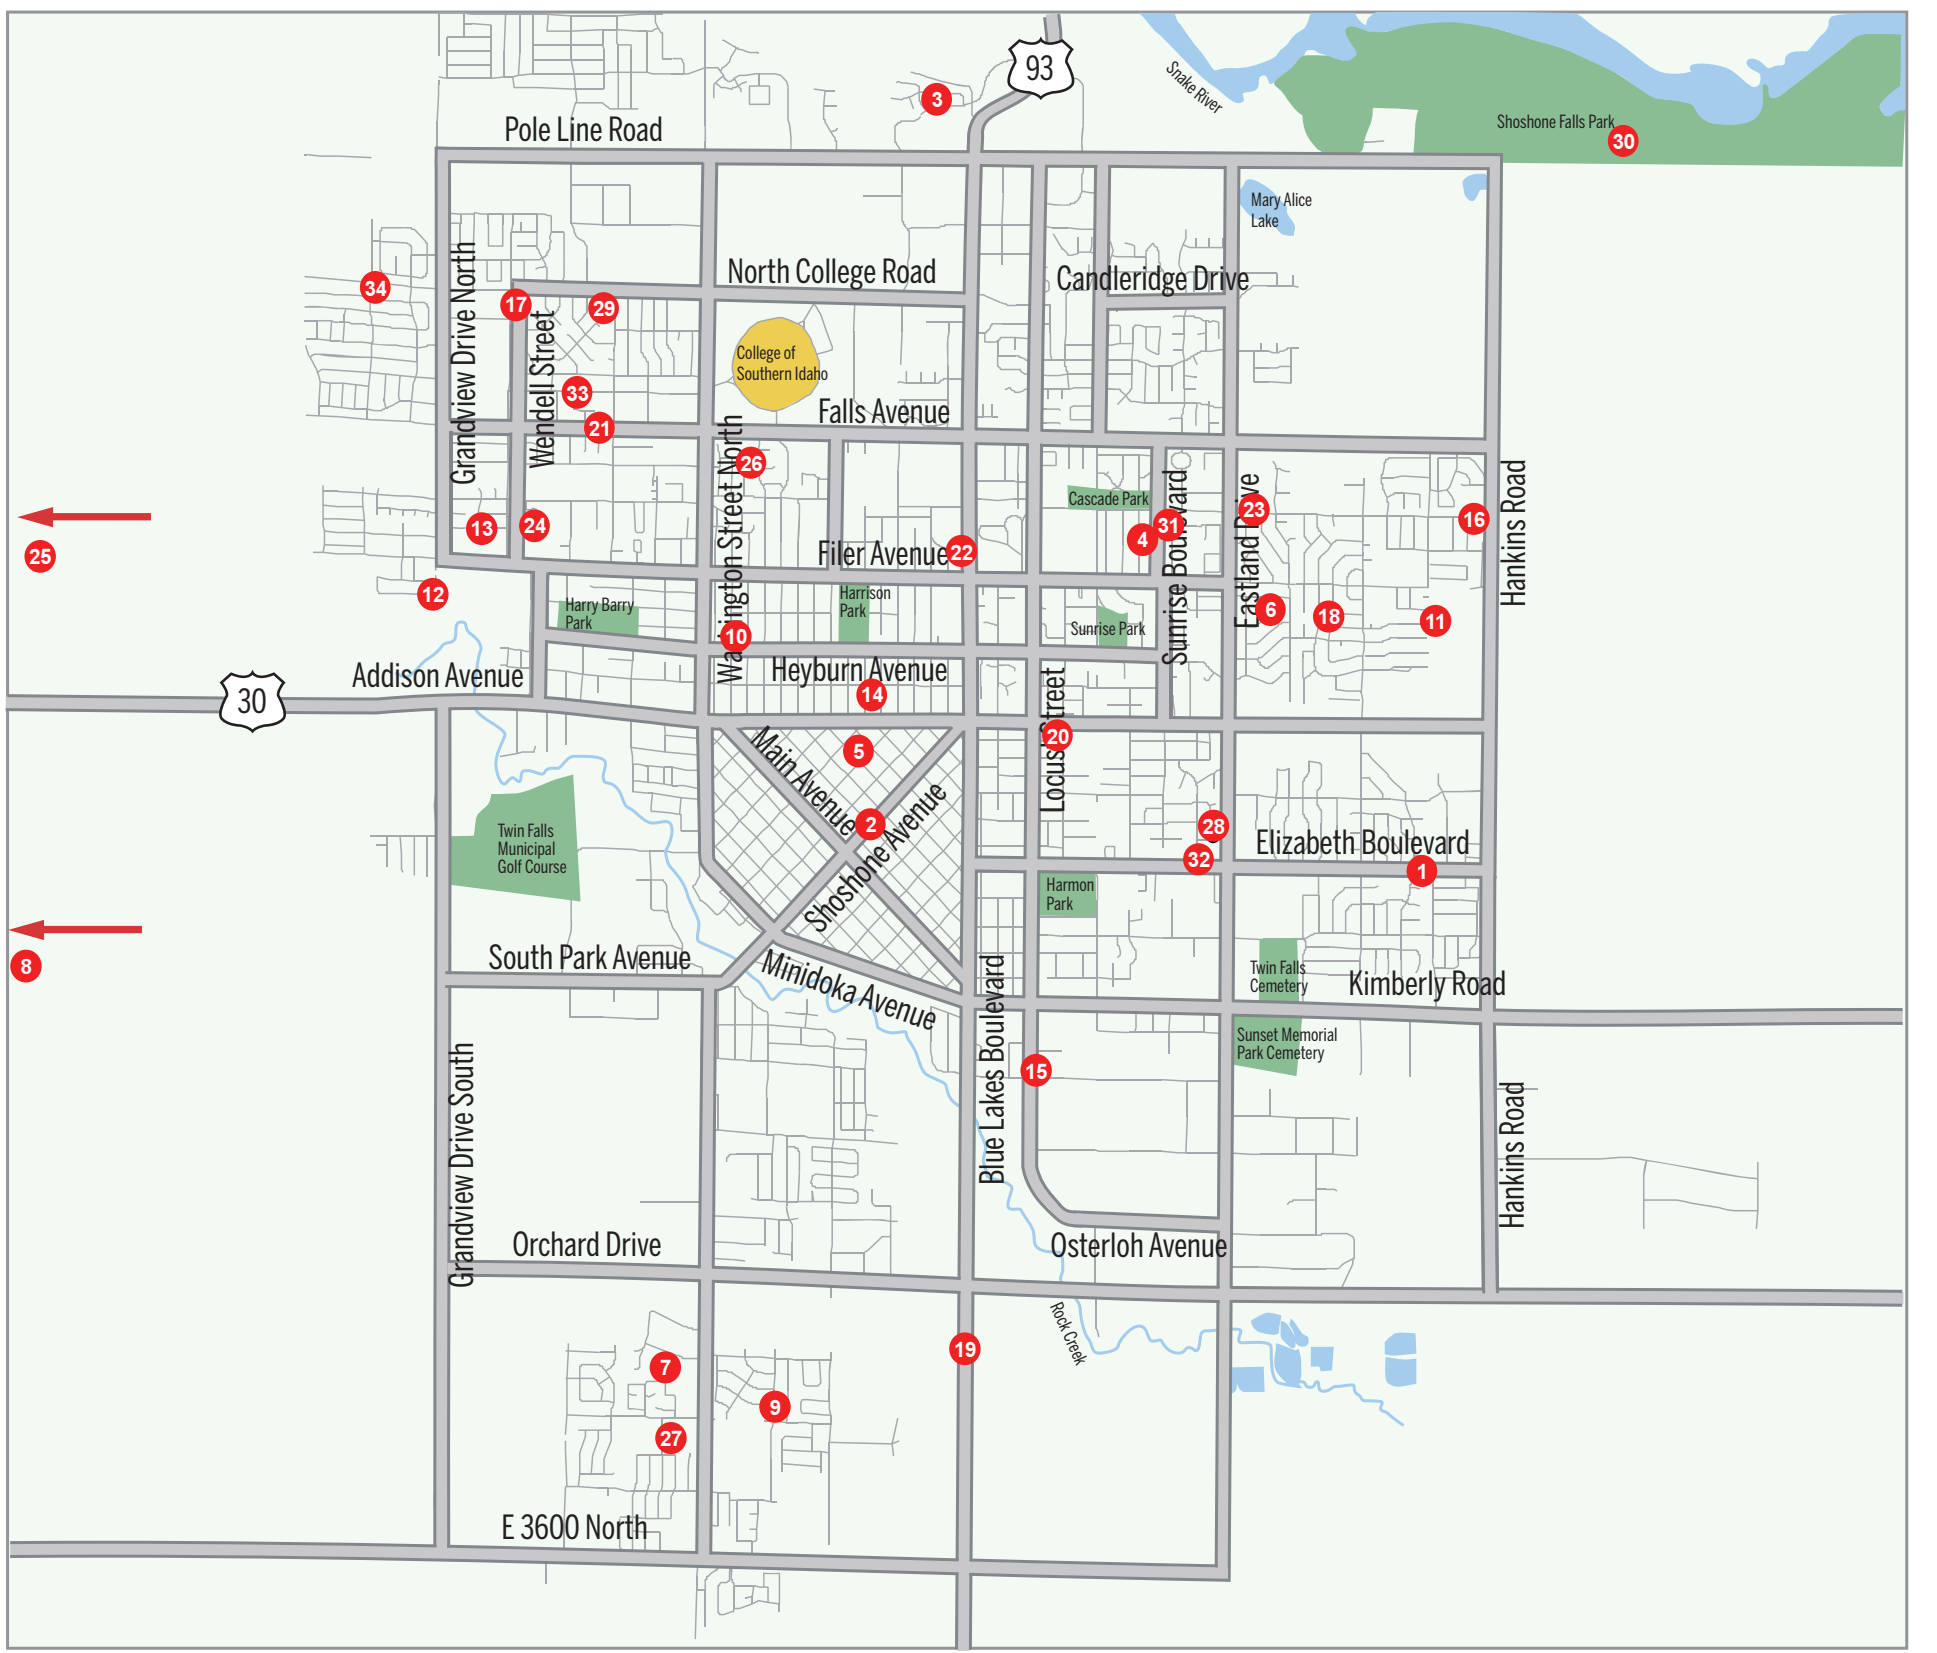 93
3
Pole Line Road
Snake River
Shoshone Falls Park
30
Mary Alice
Lake
North College Road
Candleridge Drive
34
17
29
Grandview Drive North
Wendell Street
College of
Southern Idaho
33
Falls Avenue
21
Washington Street North
26
Cascade Park
Sunrise Boulevard
Eastland Drive
23
16
Hankins Road
13
24
4
31
Filer Avenue
22
25
12
Harry Barry
Park
Harrison
Park
Sunrise Park
6
18
11
10
Heyburn Avenue
Addison Avenue
30
14
Locust Street
20
Main Avenue
5
2
Shoshone Avenue
28
Elizabeth Boulevard
32
1
Twin Falls
Municipal
Golf Course
Harmon
Park
8
South Park Avenue
Minidoka Avenue
Blue Lakes Boulevard
Twin Falls
Cemetery
Kimberly Road
Sunset Memorial
Park Cemetery
15
Grandview Drive South
Hankins Road
Orchard Drive
Osterloh Avenue
Rock Creek
19
7
9
27
E 3600 North